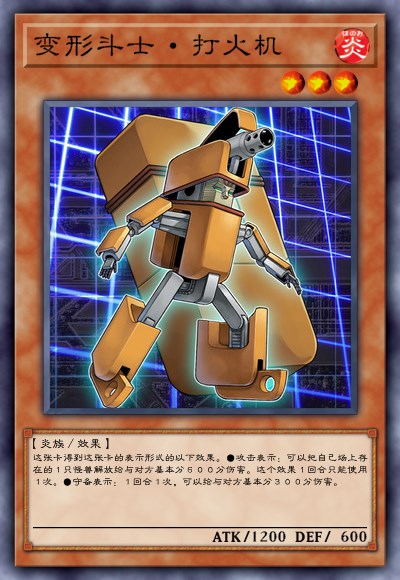 变形斗士·打火机
ほのお
炎
【炎族/效果】
这张卡得到这张卡的表示形式的以下效果。●攻击表示：可以把自己场上存
在的1只怪兽解放给与对方基本分600分伤害。这个效果1回合只能使用
1次。●守备表示：1回合1次，可以给与对方基本分300分伤害。
ATK/1200 DEF/ 600